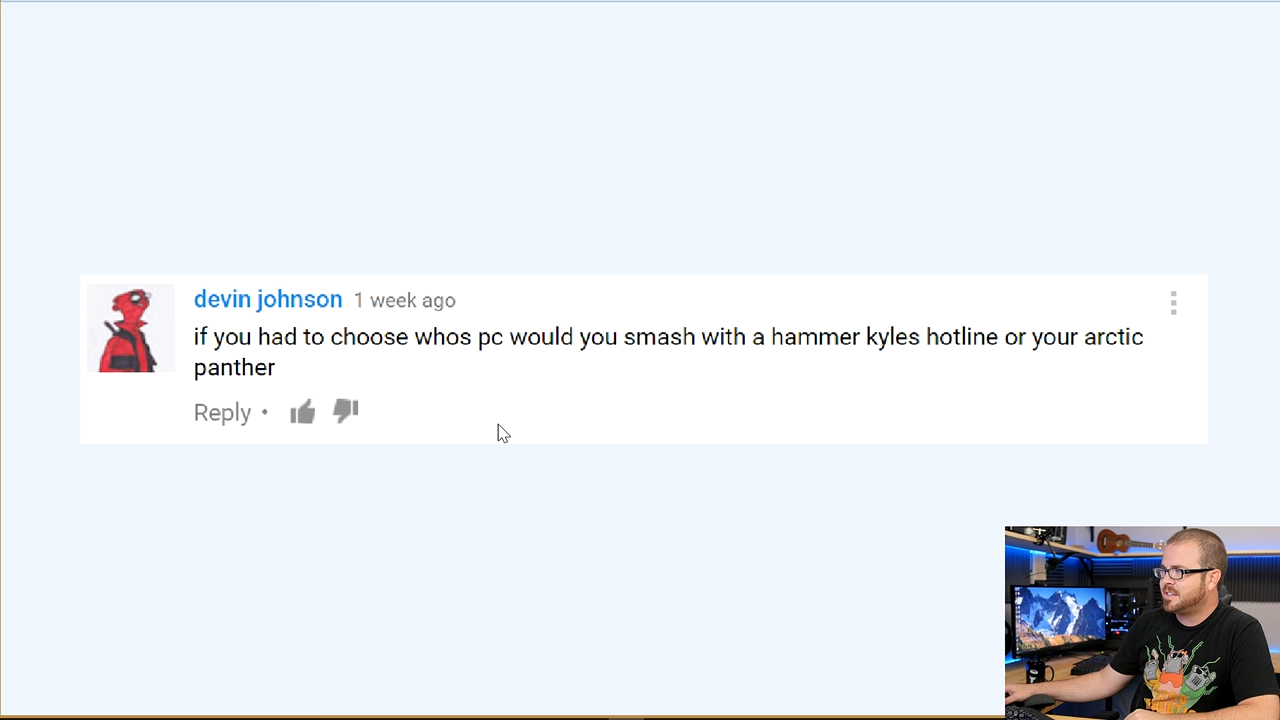 devin johnson 1 week ago
if you had to choose whos pc would you smash with a hammer kyles hotline or your arctic
panther
Reply •